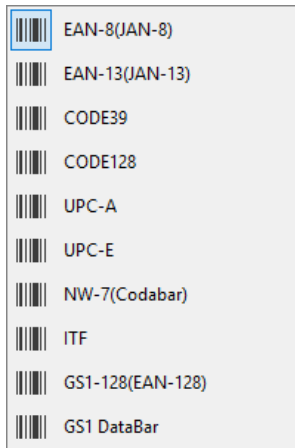 EAN-8(JAN-8)
EAN-13(JAN-13)
CODE39
CODE128
UPC-A
UPC-E
NW-7(Codabar)
ITF
GS1-128(EAN-128)
GS1 DataBar